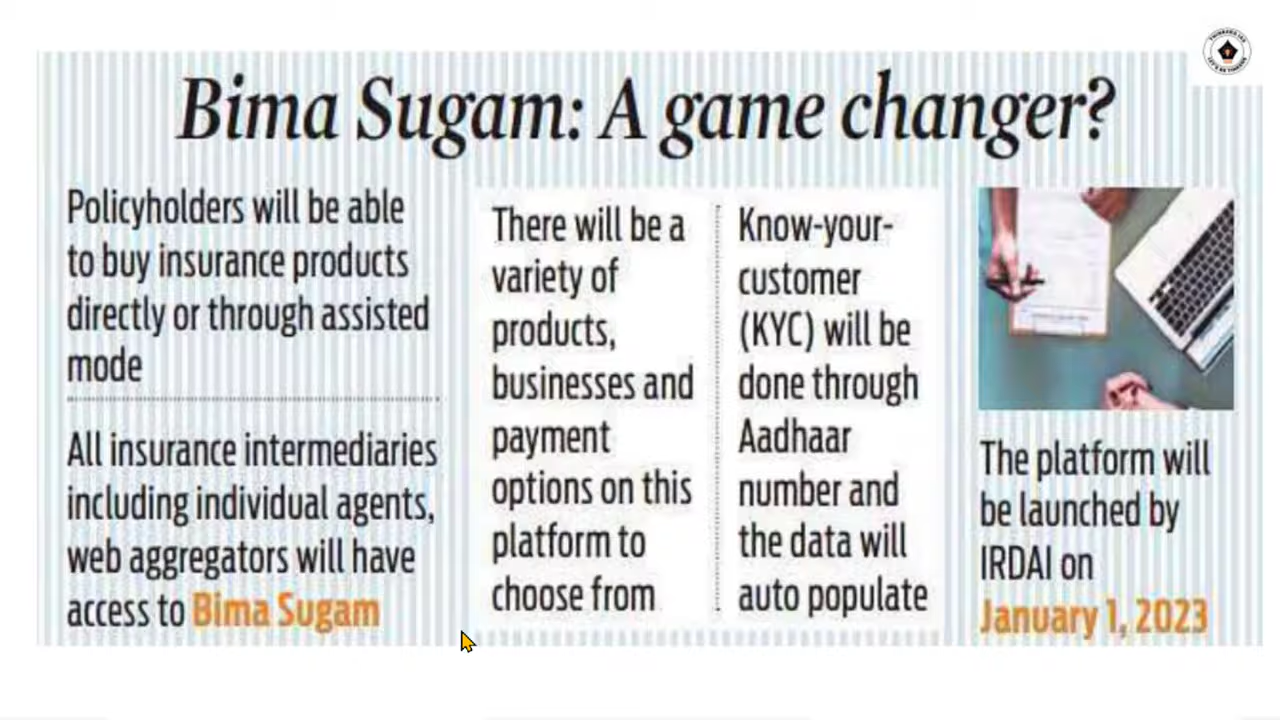 Bima Sugam: A game changer?
Policyholders will be able
to buy insurance products
directly or through assisted
mode
All insurance intermediaries
including individual agents,
web aggregators will have
access to Bima Sugam
There will be a
variety of
products,
businesses and
payment
options on this
platform to
choose from
Know-your-
customer
(KYC) will be
done through
Aadhaar
number and
the data will
auto populate
The platform will
be launched by
IRDAI on
January 1, 2023